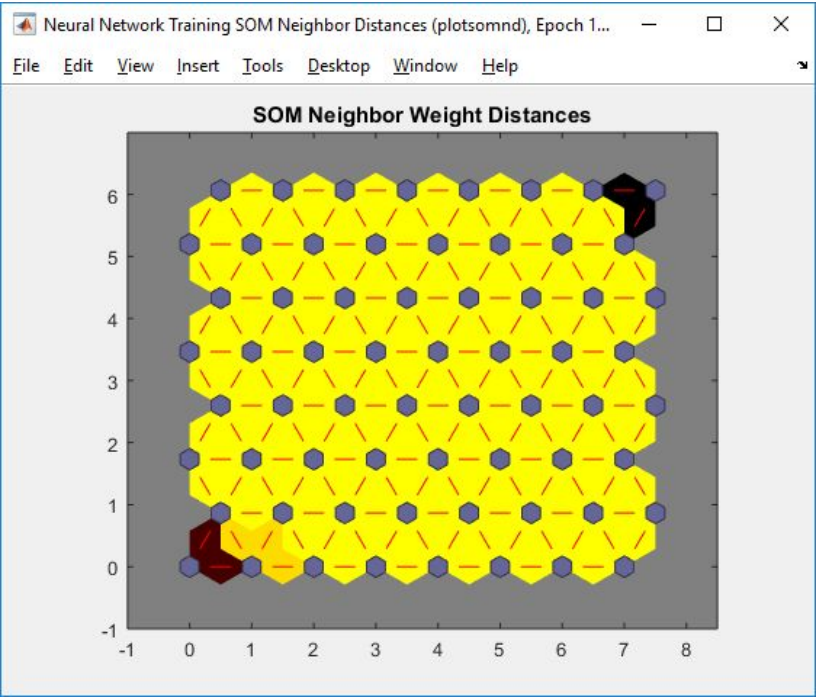 Neural Network Training SOM Neighbor Distances (plotsomnd), Epoch 1...
File Edit View Insert Tools Desktop Window Help
SOM Neighbor Weight Distances
6
5
4
3
2
1
0
-1
-1 0 1 2 3 4 5 6 7 8